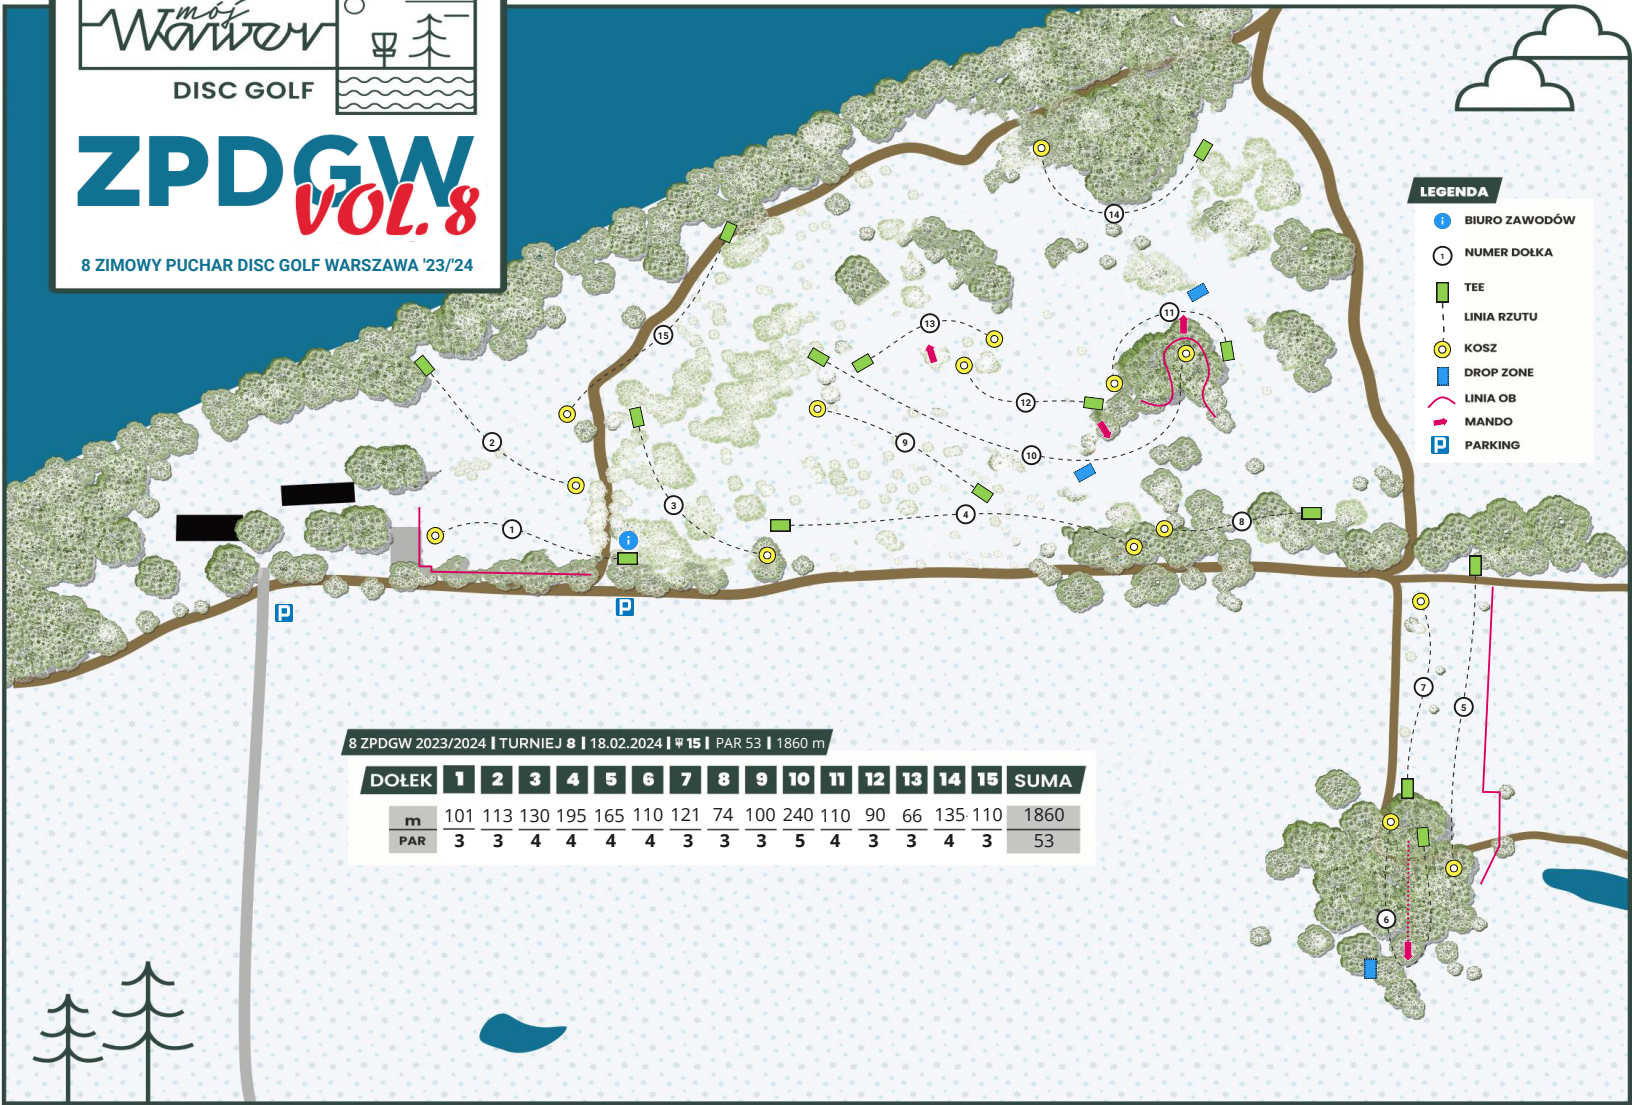 mój
Wawer
DISC GOLF
ZPDGW
VOL. 8
8 ZIMOWY PUCHAR DISC GOLF WARSZAWA '23/'24
LEGENDA
i BIURO ZAWODÓW
1 NUMER DOŁKA
TEE
LINIA RZUTU
KOSZ
DROP ZONE
LINIA OB
MANDO
P PARKING
14
11
13
15
12
2
9
10
3
4
8
1
i
P
P
7
5
6
8 ZPDGW 2023/2024 | TURNIEJ 8 | 18.02.2024 | 15 | PAR 53 | 1860 m
DOŁEK 1 2 3 4 5 6 7 8 9 10 11 12 13 14 15 SUMA
m 101 113 130 195 165 110 121 74 100 240 110 90 66 135 110 1860
PAR 3 3 4 4 4 4 3 3 3 5 4 3 3 4 3 53